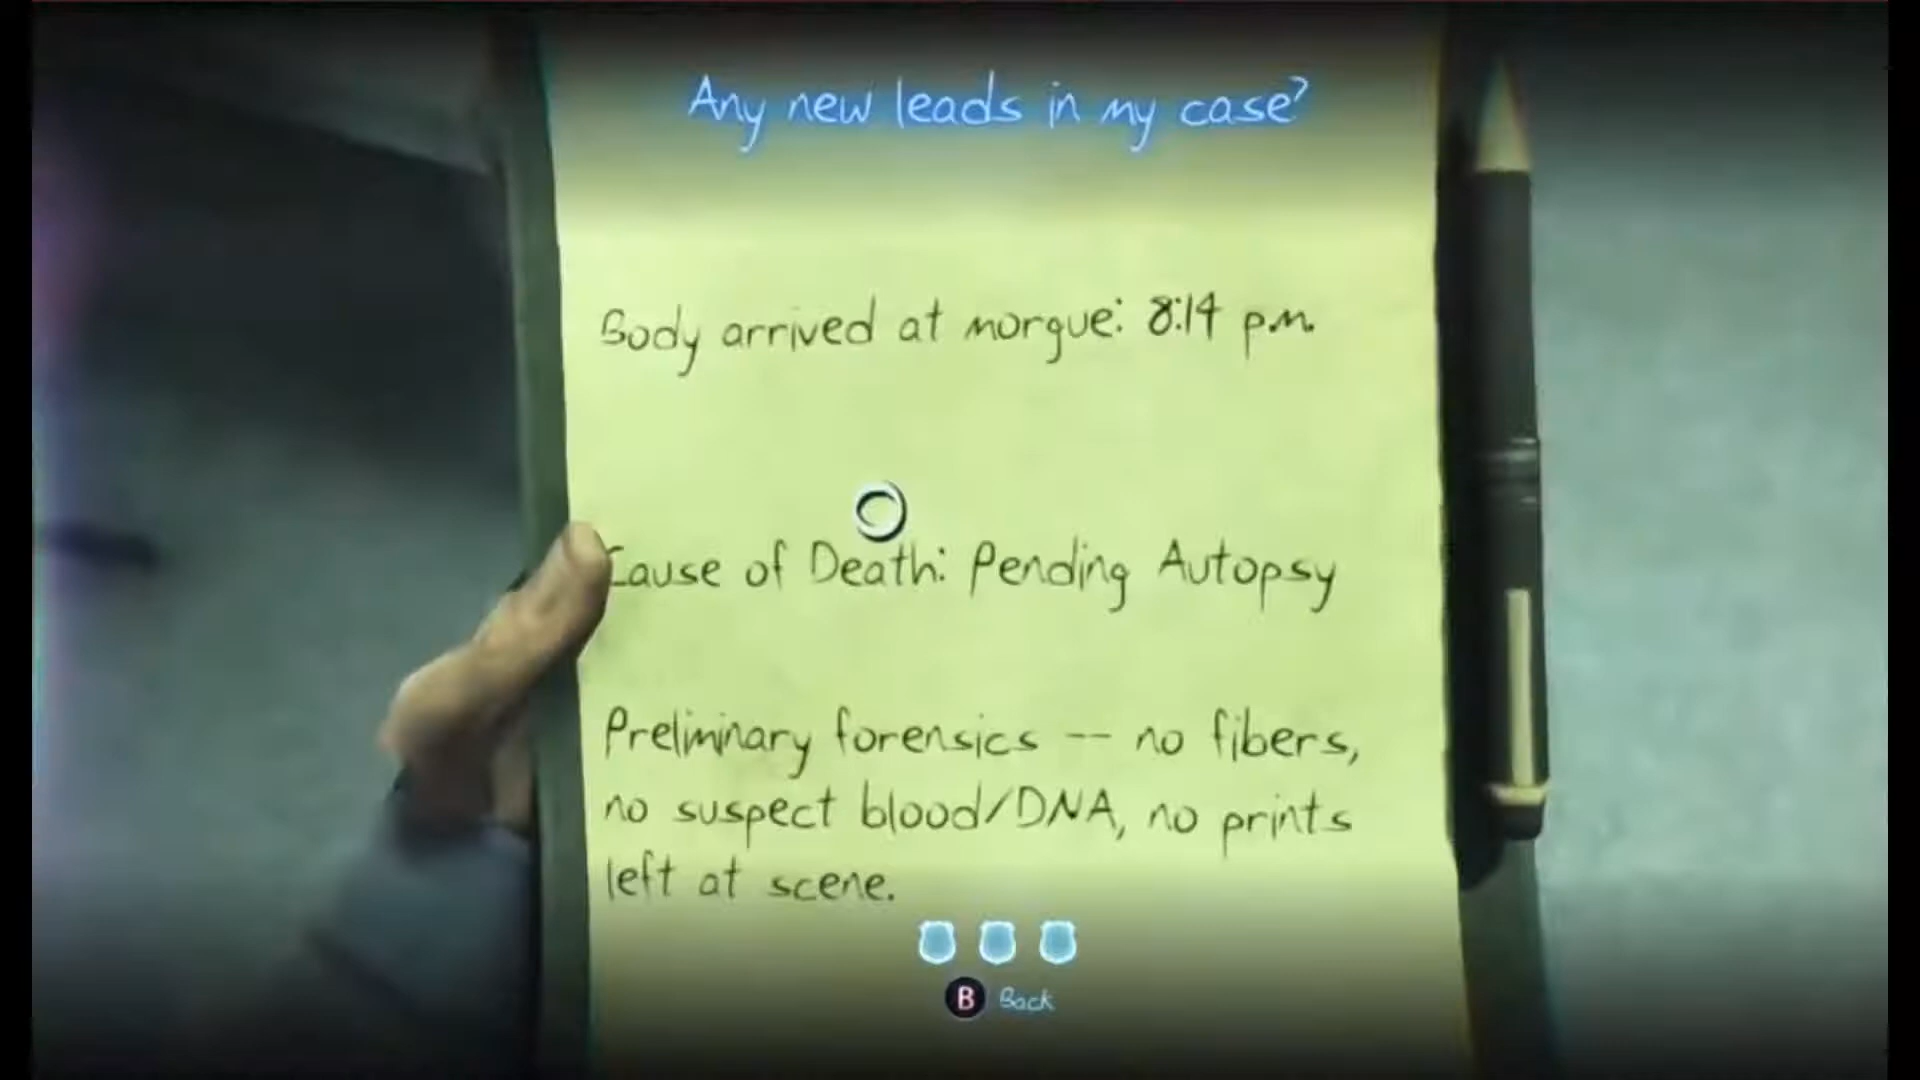 Any new leads in my case?
Body arrived at morgue: 8:14 p.m.
Cause of Death: Pending Autopsy
Preliminary forensics -- no fibers,
no suspect blood/DNA, no prints
left at scene.
B Back